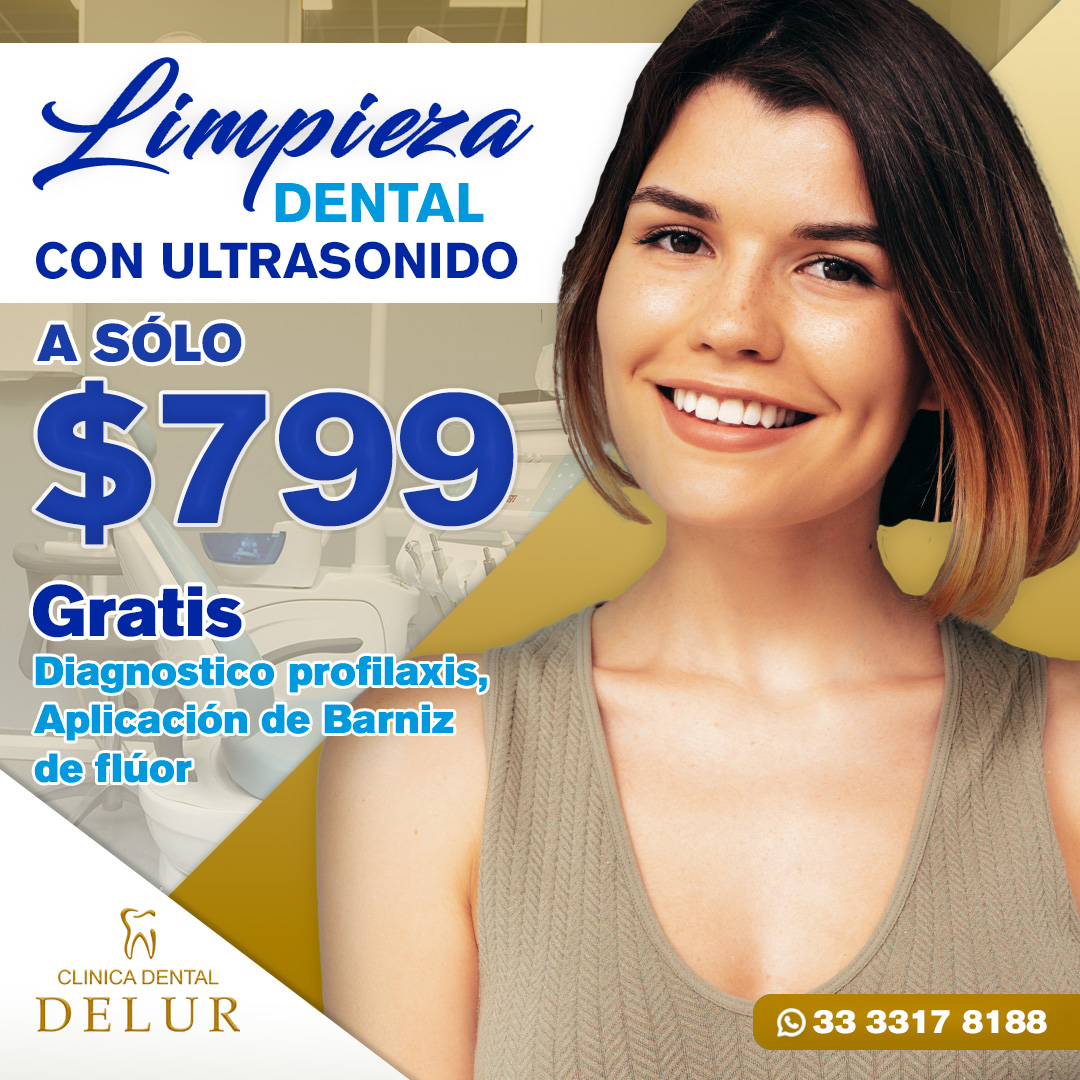 Limpieza
DENTAL
CON ULTRASONIDO
A SÓLO
$799
Gratis
Diagnostico profilaxis,
Aplicación de Barniz
de flúor
CLINICA DENTAL
DELUR
33 3317 8188